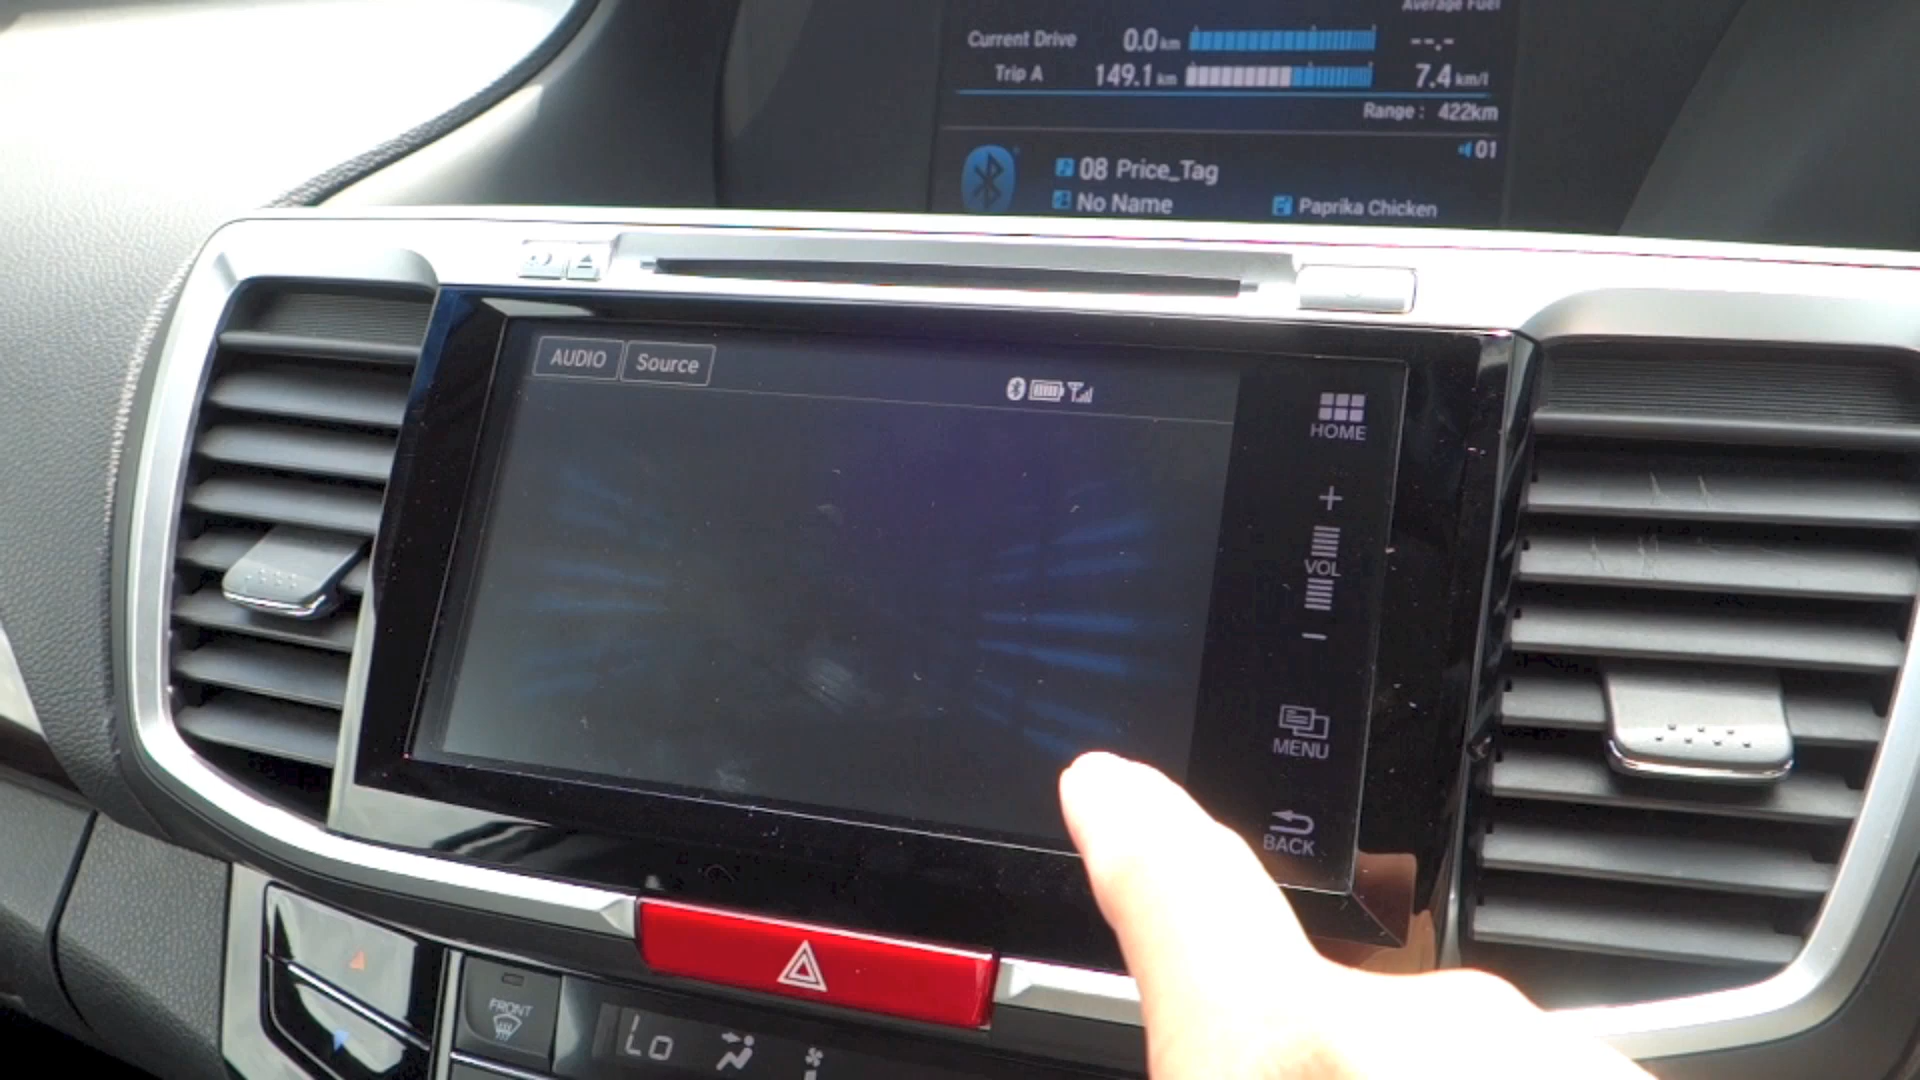 Average Fuel
Current Drive 0.0 km --.-
Trip A 149.1 km 7.4 km/l
Range : 422km
01
08 Price_Tag
No Name Paprika Chicken
AUDIO Source
HOME
+
VOL
–
MENU
BACK
FRONT
Lo